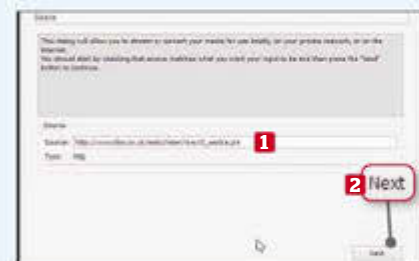 Source
This dialog will allow you to stream or convert your media for use locally, on your private network, or on the
Internet.
You should start by checking that source matches what you want your input to be and then press the "Next"
button to continue.
Source
Source:
1
Type: http
2 Next
Next